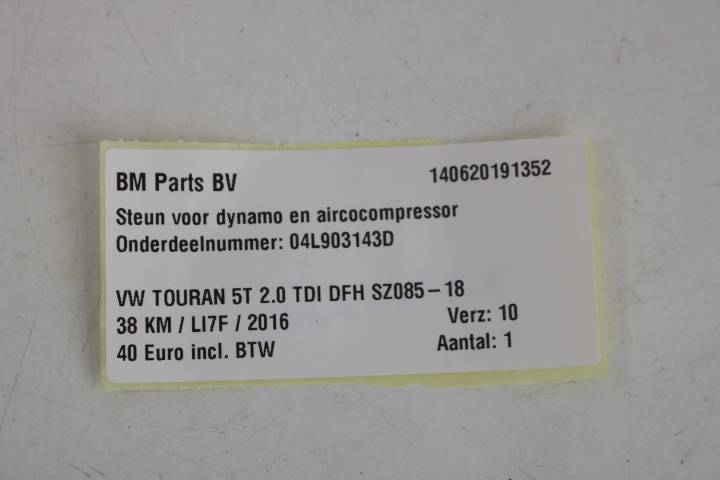 BM Parts BV 140620191352
Steun voor dynamo en aircocompressor
Onderdeelnummer: 04L903143D
VW TOURAN 5T 2.0 TDI DFH SZ085-18
38 KM / LI7F / 2016 Verz: 10
40 Euro incl. BTW Aantal: 1